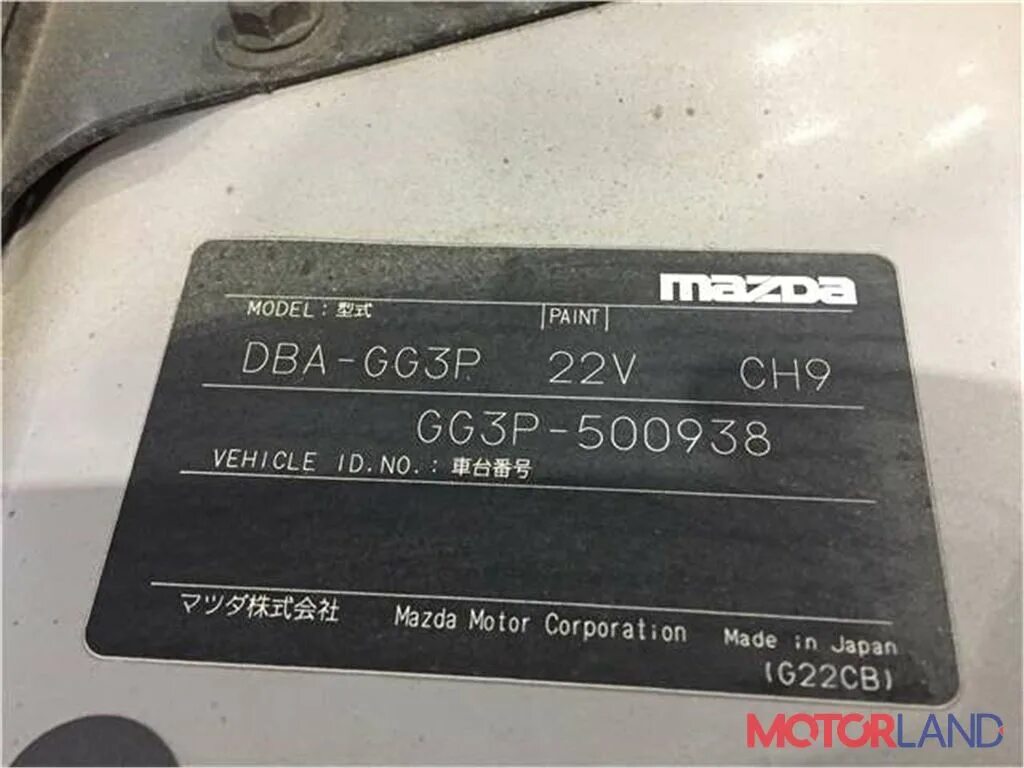 mazda
MODEL : 型式 PAINT
DBA-GG3P 22V CH9
GG3P-500938
VEHICLE ID.NO. : 車台番号
マツダ株式会社 Mazda Motor Corporation Made in Japan
(G22CB)
MOTORLAND